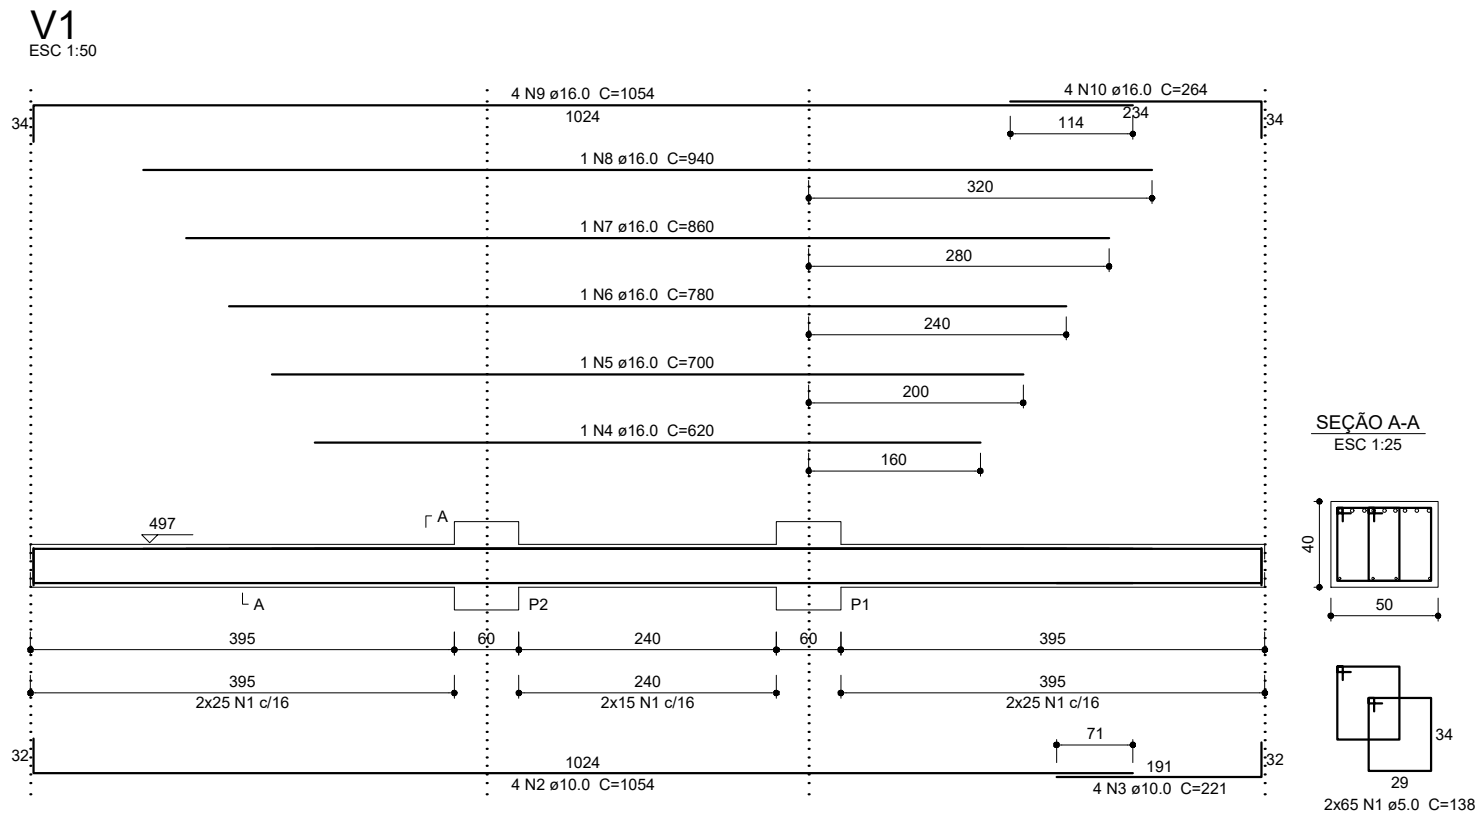 V1
ESC 1:50
4 N9 ø16.0 C=1054
1024
34
4 N10 ø16.0 C=264
234
114
34
1 N8 ø16.0 C=940
320
1 N7 ø16.0 C=860
280
1 N6 ø16.0 C=780
240
1 N5 ø16.0 C=700
200
1 N4 ø16.0 C=620
160
SEÇÃO A-A
ESC 1:25
40
50
497
A
A
P2
P1
395
60
240
60
395
395
240
395
2x25 N1 c/16
2x15 N1 c/16
2x25 N1 c/16
34
29
2x65 N1 ø5.0 C=138
71
32
1024
4 N2 ø10.0 C=1054
191
4 N3 ø10.0 C=221
32